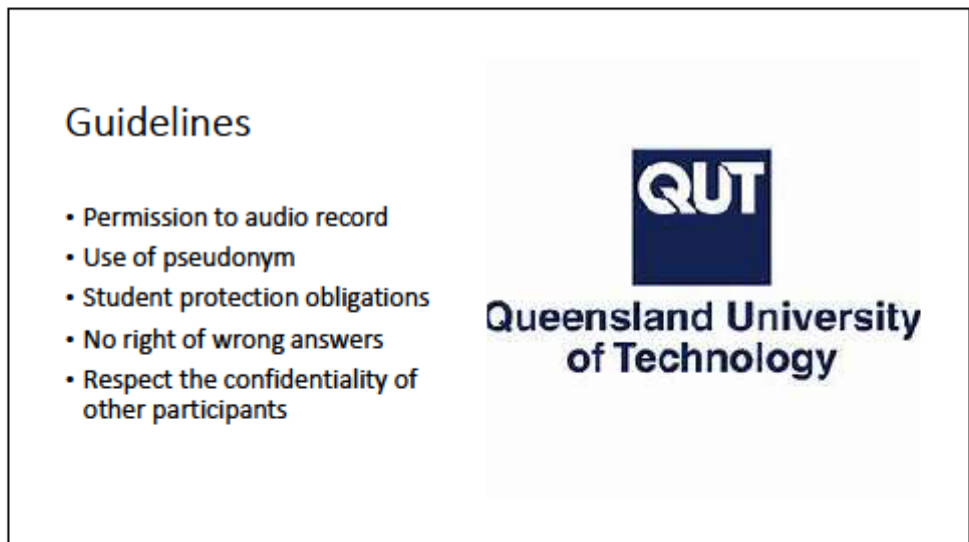 Guidelines
• Permission to audio record
• Use of pseudonym
• Student protection obligations
• No right of wrong answers
• Respect the confidentiality of
other participants
QUT
Queensland University
of Technology